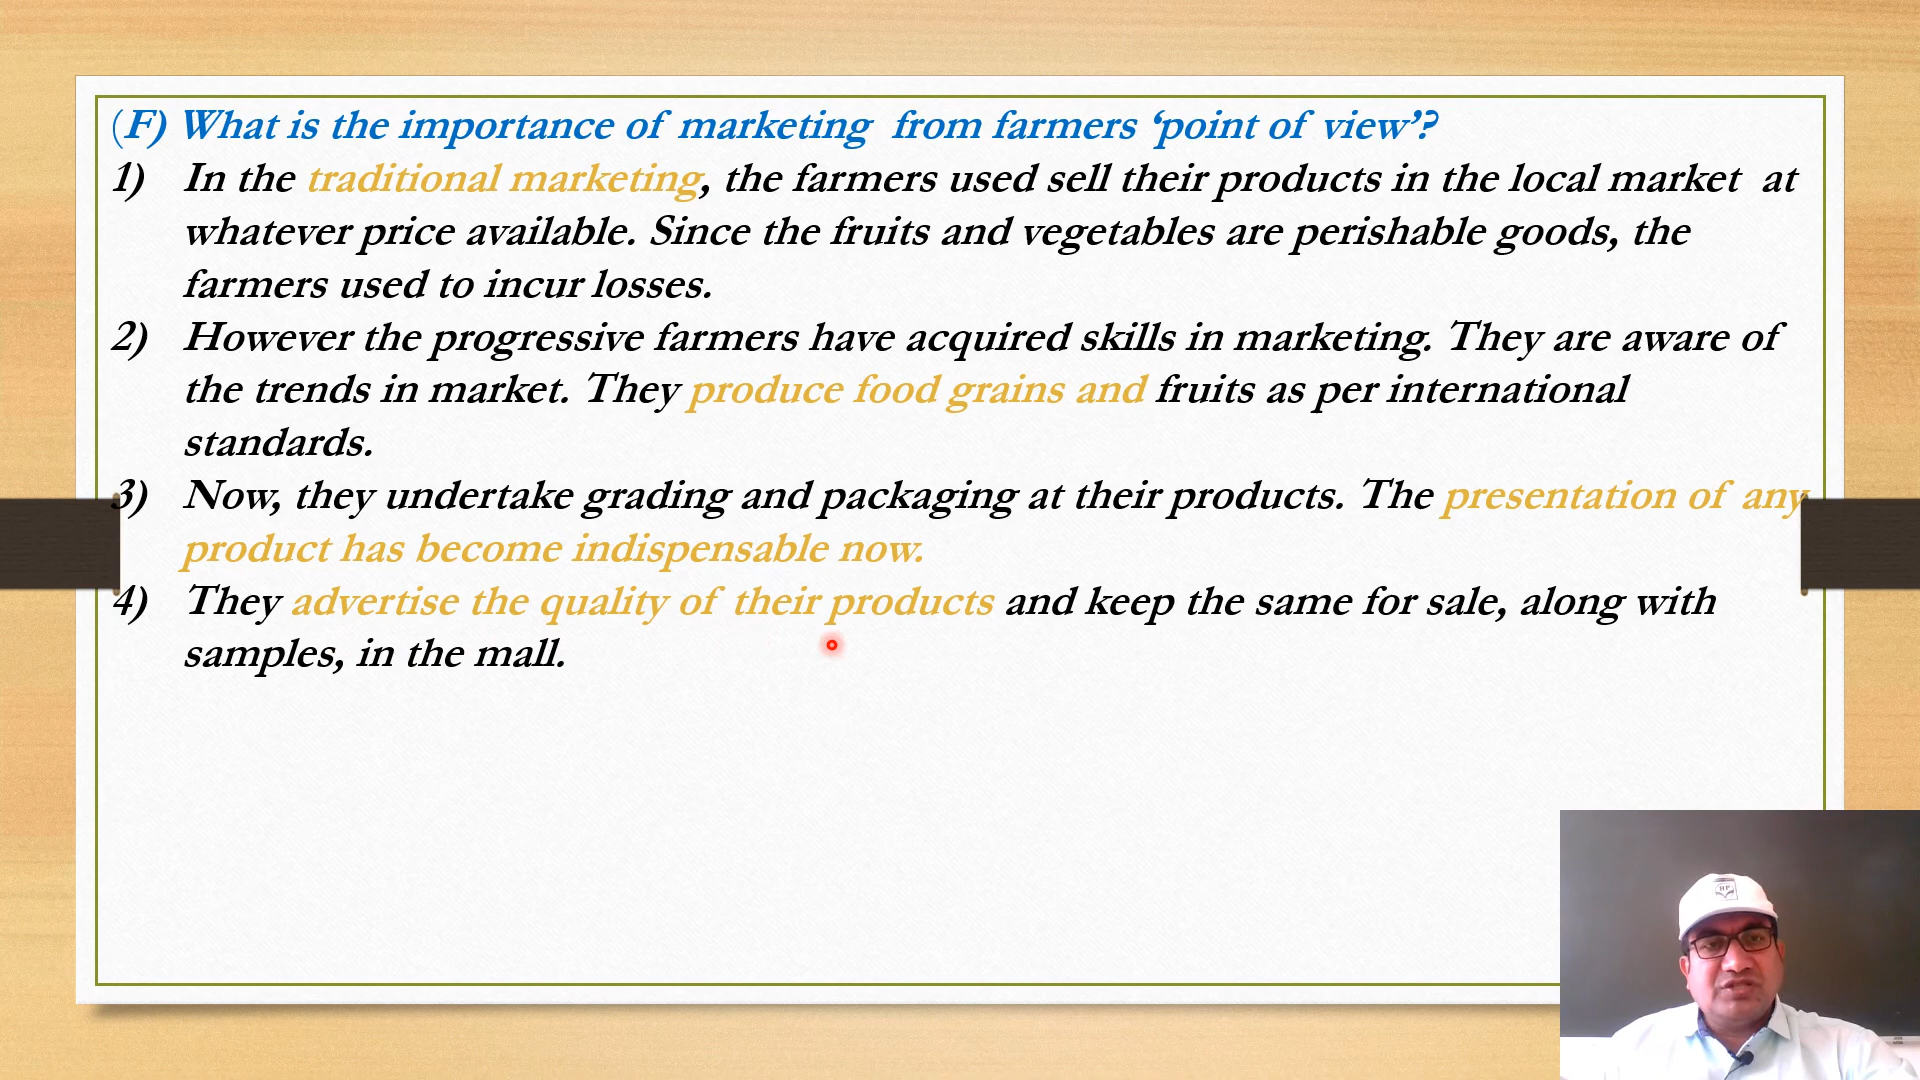 (F) What is the importance of marketing from farmers ‘point of view’?
1) In the traditional marketing, the farmers used sell their products in the local market at
whatever price available. Since the fruits and vegetables are perishable goods, the
farmers used to incur losses.
2) However the progressive farmers have acquired skills in marketing. They are aware of
the trends in market. They produce food grains and fruits as per international
standards.
3) Now, they undertake grading and packaging at their products. The presentation of any
product has become indispensable now.
4) They advertise the quality of their products and keep the same for sale, along with
samples, in the mall.
HP